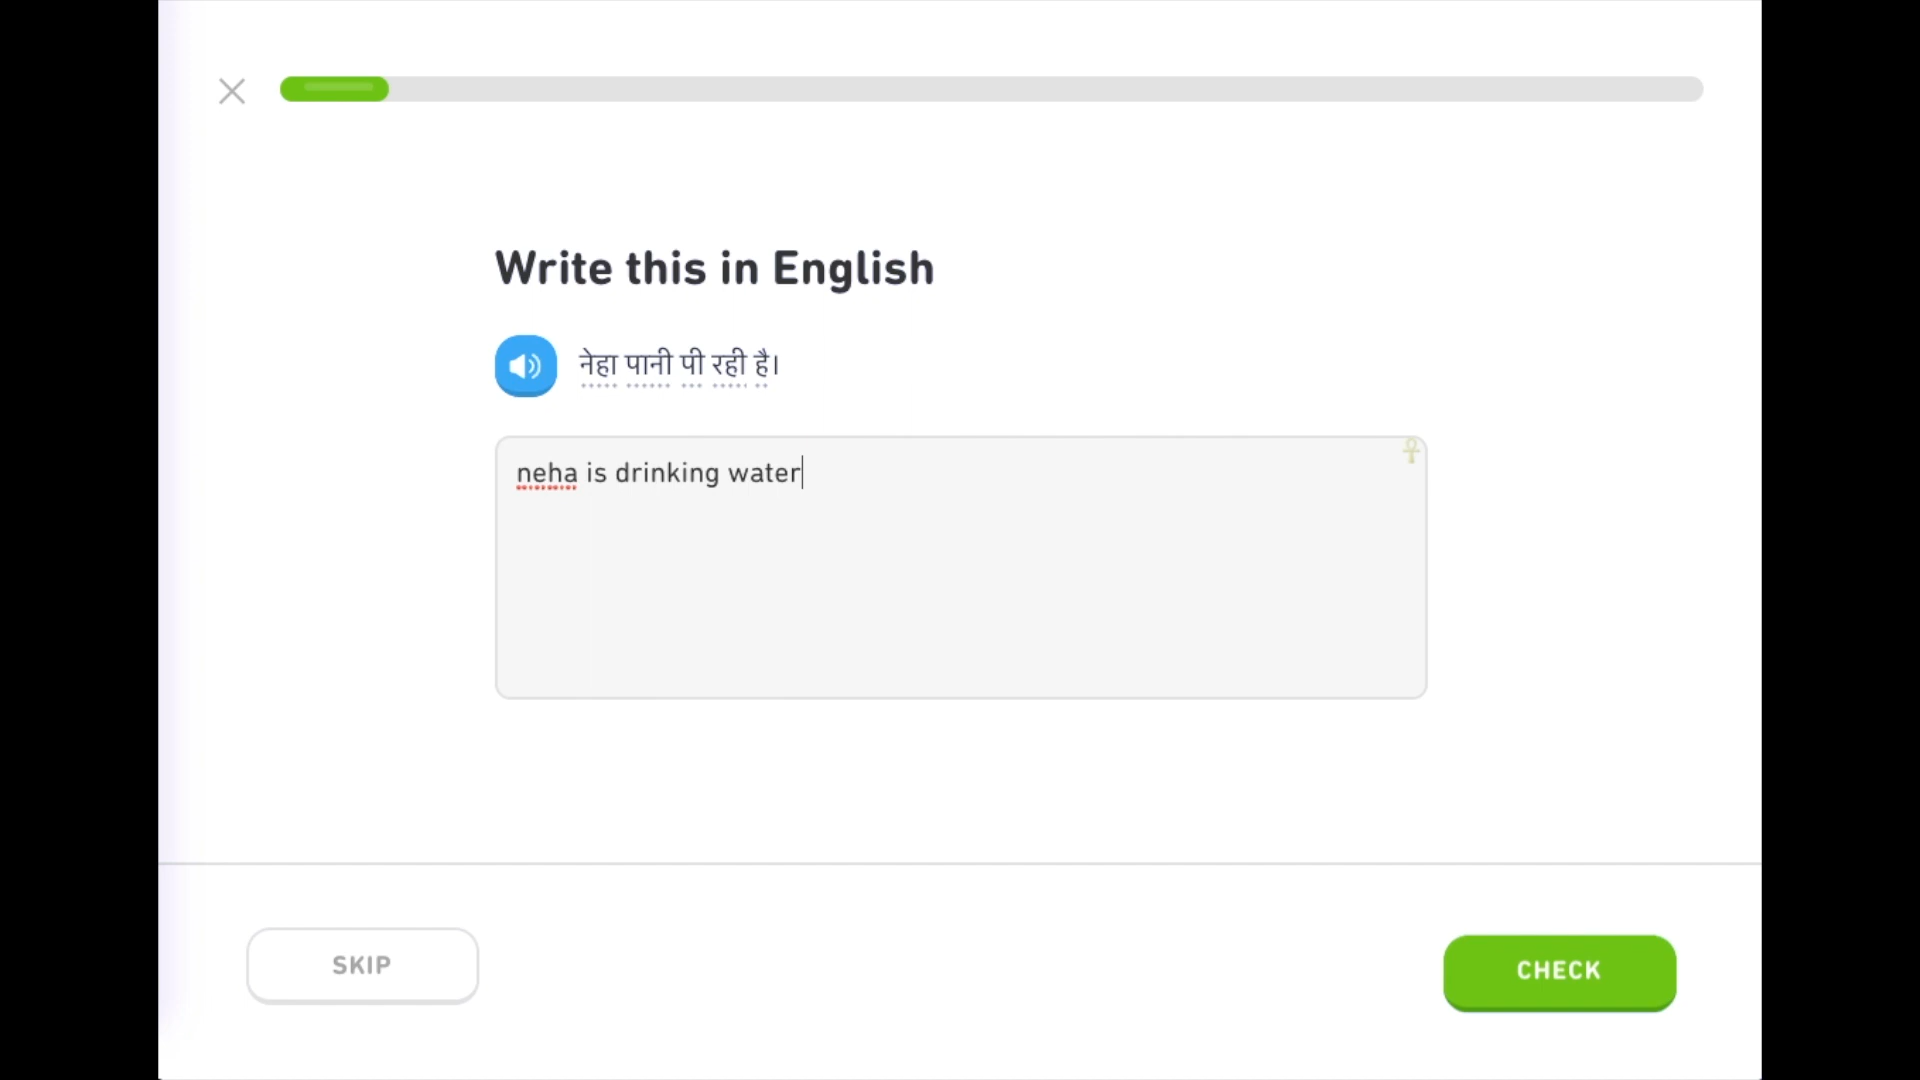 Write this in English
नेहा पानी पी रही है।
neha is drinking water
SKIP
CHECK